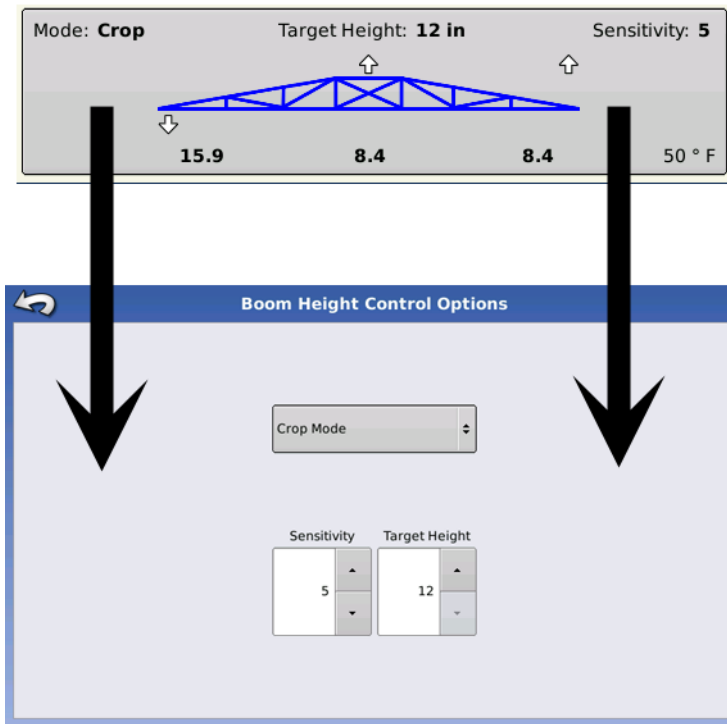 Mode: Crop Target Height: 12 in Sensitivity: 5
15.9 8.4 8.4 50 ° F
Boom Height Control Options
Crop Mode
Sensitivity Target Height
5 12